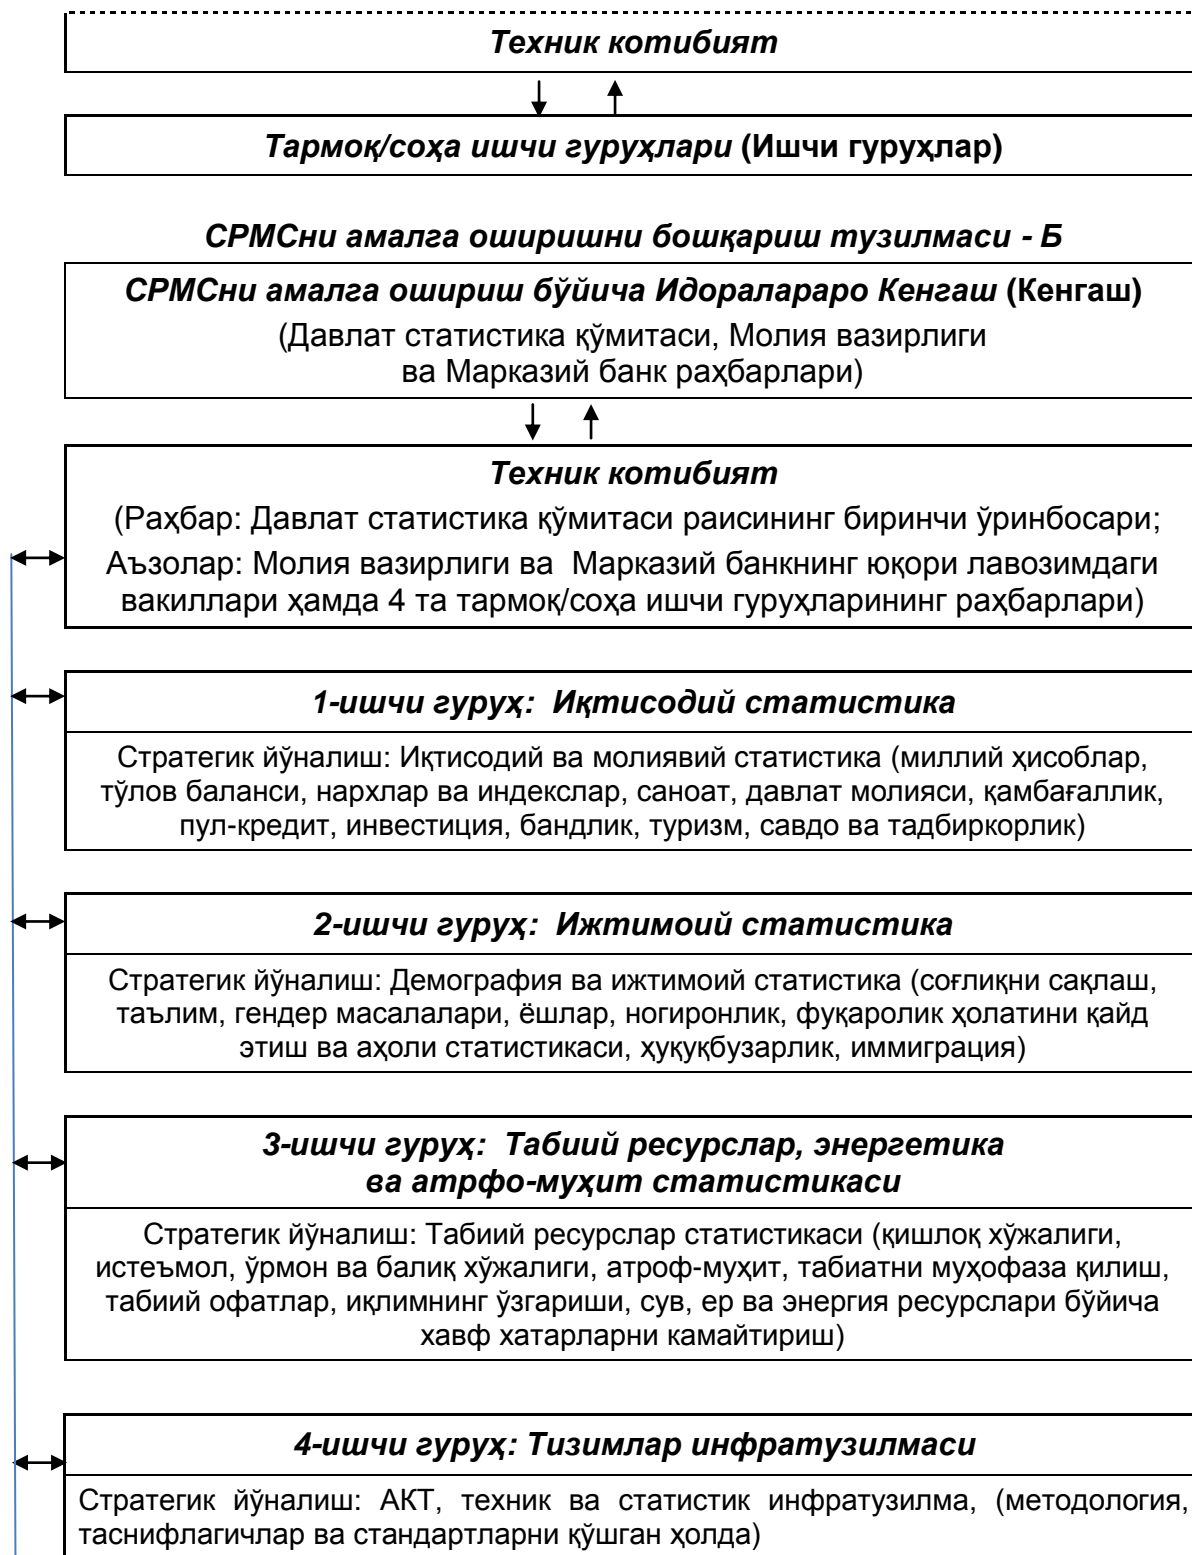 Техник котибият
Тармоқ/соҳа ишчи гуруҳлари (Ишчи гуруҳлар)
СРМСни амалга оширишни бошқариш тузилмаси - Б
СРМСни амалга ошириш бўйича Идоралараро Кенгаш (Кенгаш)
(Давлат статистика қўмитаси, Молия вазирлиги
ва Марказий банк раҳбарлари)
Техник котибият
(Раҳбар: Давлат статистика қўмитаси раисининг биринчи ўринбосари;
Аъзолар: Молия вазирлиги ва Марказий банкнинг юқори лавозимдаги
вакиллари ҳамда 4 та тармоқ/соҳа ишчи гуруҳларининг раҳбарлари)
1-ишчи гуруҳ: Иқтисодий статистика
Стратегик йўналиш: Иқтисодий ва молиявий статистика (миллий ҳисоблар,
тўлов баланси, нархлар ва индекслар, саноат, давлат молияси, қамбағаллик,
пул-кредит, инвестиция, бандлик, туризм, савдо ва тадбиркорлик)
2-ишчи гуруҳ: Ижтимоий статистика
Стратегик йўналиш: Демография ва ижтимоий статистика (соғлиқни сақлаш,
таълим, гендер масалалари, ёшлар, ногиронлик, фуқаролик ҳолатини қайд
этиш ва аҳоли статистикаси, ҳуқуқбузарлик, иммиграция)
3-ишчи гуруҳ: Табиий ресурслар, энергетика
ва атрфо-муҳит статистикаси
Стратегик йўналиш: Табиий ресурслар статистикаси (қишлоқ хўжалиги,
истеъмол, ўрмон ва балиқ хўжалиги, атроф-муҳит, табиатни муҳофаза қилиш,
табиий офатлар, иқлимнинг ўзгариши, сув, ер ва энергия ресурслари бўйича
хавф хатарларни камайтириш)
4-ишчи гуруҳ: Тизимлар инфратузилмаси
Стратегик йўналиш: АКТ, техник ва статистик инфратузилма, (методология,
таснифлагичлар ва стандартларни қўшган ҳолда)